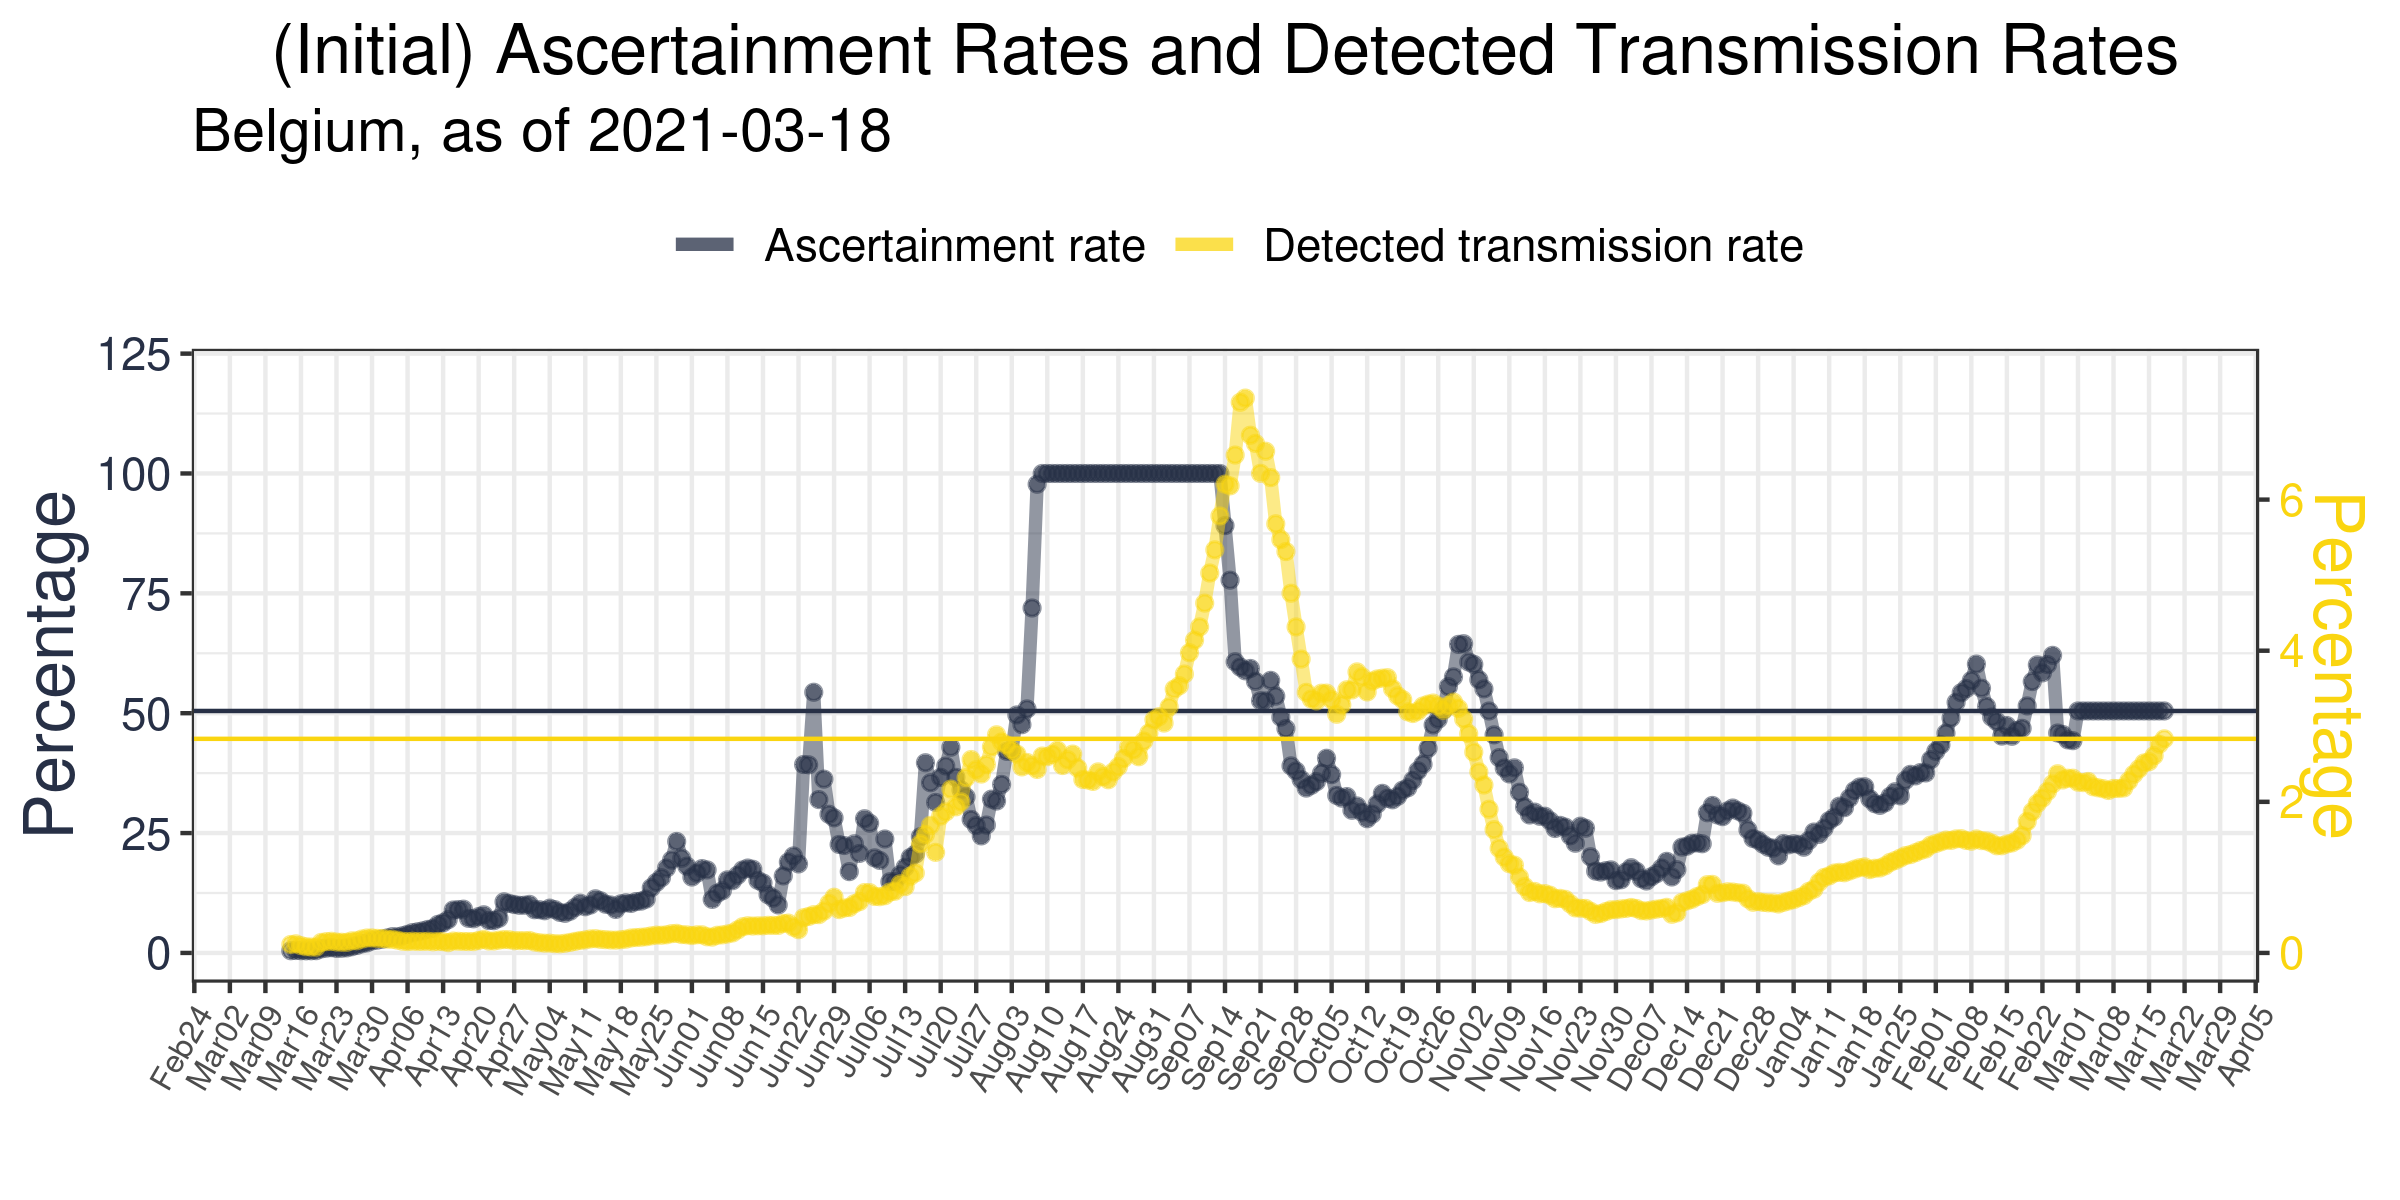 (Initial) Ascertainment Rates and Detected Transmission Rates
Belgium, as of 2021-03-18
Ascertainment rate
Detected transmission rate
Percentage
125
100
75
50
25
0
6
4
2
0
Percentage
Feb24
Mar02
Mar09
Mar16
Mar23
Mar30
Apr06
Apr13
Apr20
Apr27
May04
May11
May18
May25
Jun01
Jun08
Jun15
Jun22
Jun29
Jul06
Jul13
Jul20
Jul27
Aug03
Aug10
Aug17
Aug24
Aug31
Sep07
Sep14
Sep21
Sep28
Oct05
Oct12
Oct19
Oct26
Nov02
Nov09
Nov16
Nov23
Nov30
Dec07
Dec14
Dec21
Dec28
Jan04
Jan11
Jan18
Jan25
Feb01
Feb08
Feb15
Feb22
Mar01
Mar08
Mar15
Mar22
Mar29
Apr05